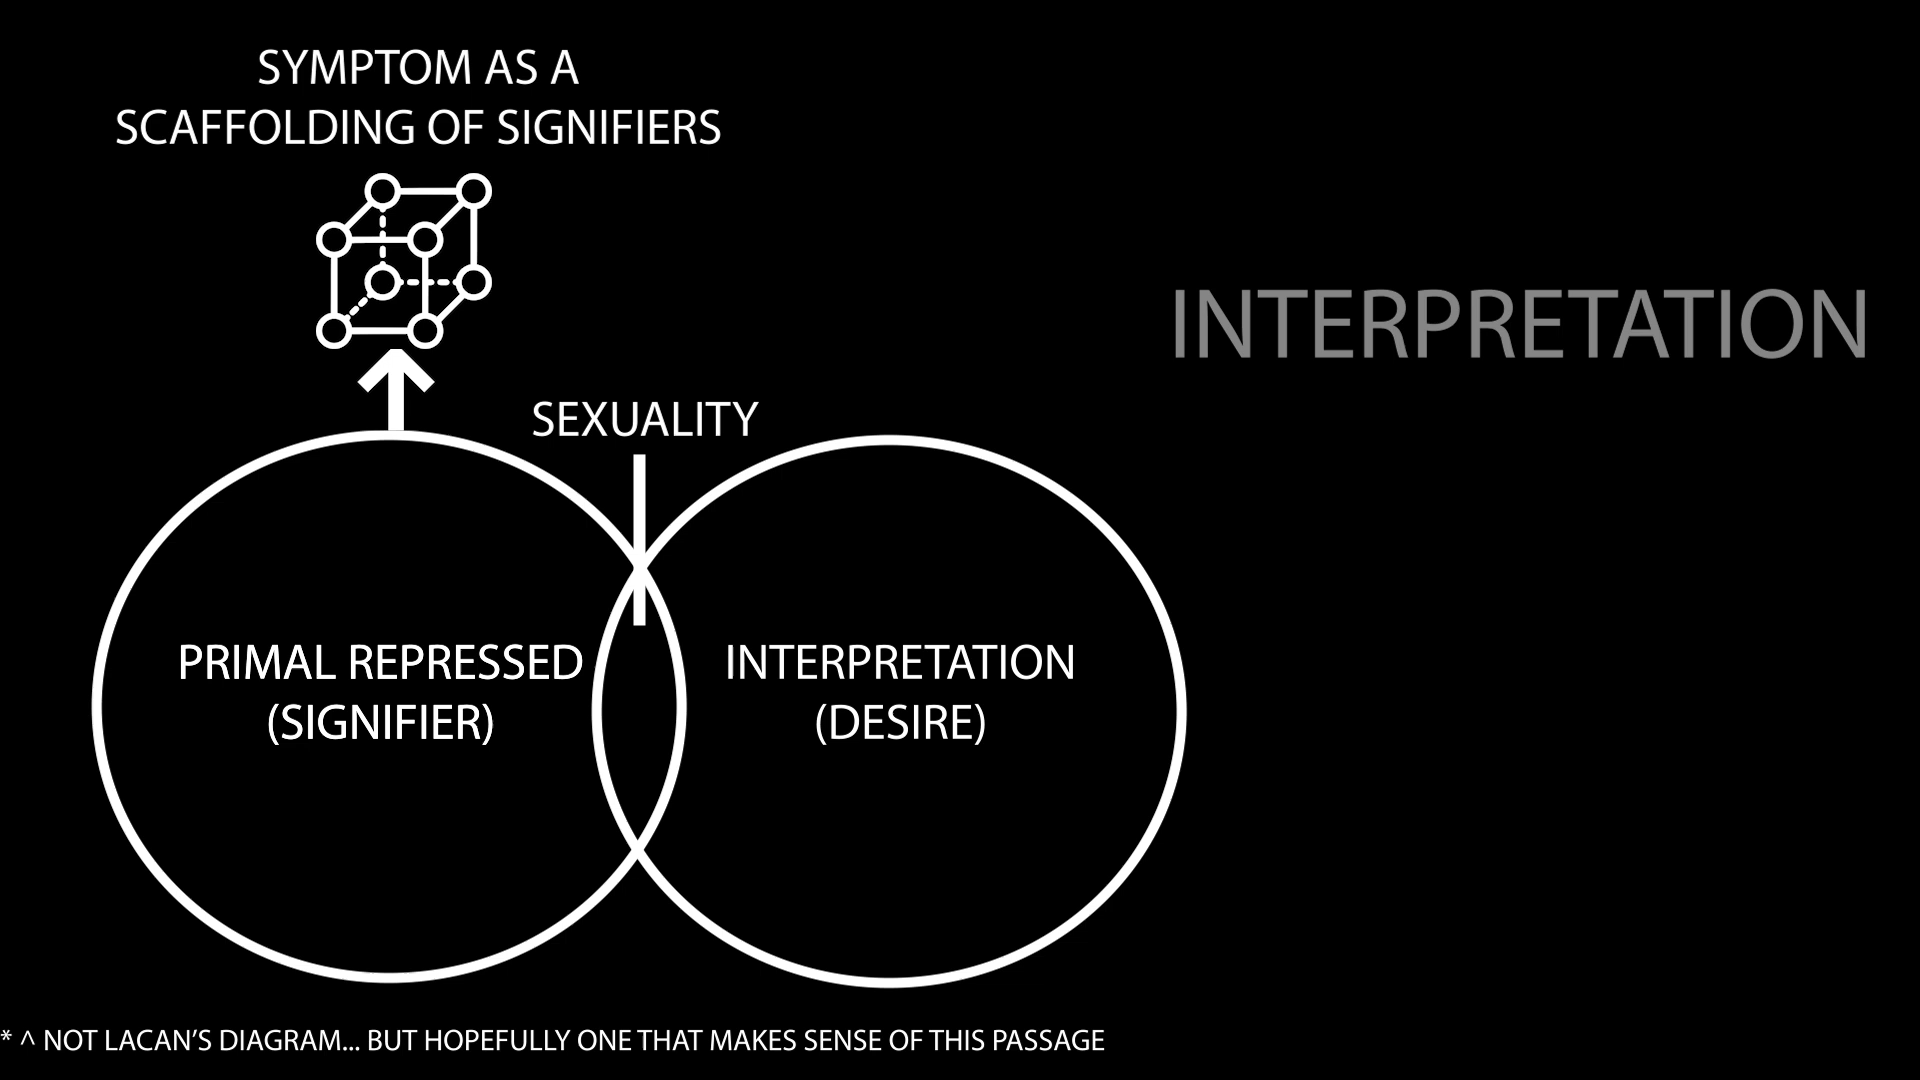 SYMPTOM AS A
SCAFFOLDING OF SIGNIFIERS
INTERPRETATION
SEXUALITY
PRIMAL REPRESSED
(SIGNIFIER)
INTERPRETATION
(DESIRE)
* ^ NOT LACAN'S DIAGRAM... BUT HOPEFULLY ONE THAT MAKES SENSE OF THIS PASSAGE